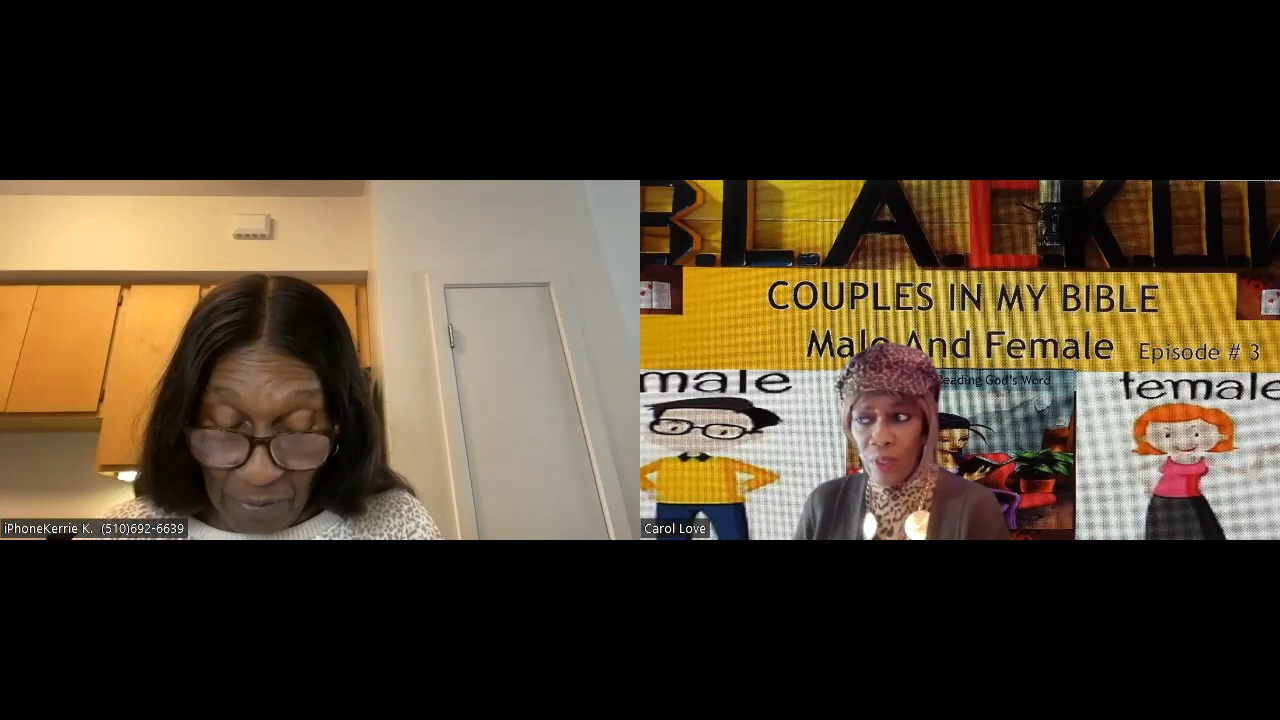 B.L.A.E.K.
COUPLES IN MY BIBLE
Male And Female Episode # 3
male
Reading God's Word
female
iPhoneKerrie K. (510)692-6639
Carol Love